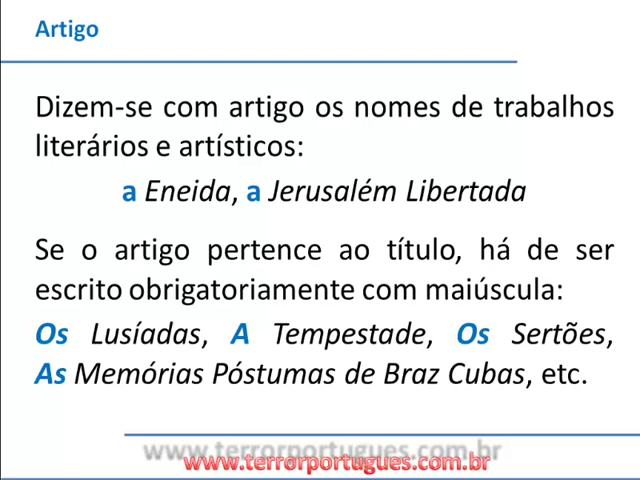 Artigo
Dizem-se com artigo os nomes de trabalhos
literários e artísticos:
a Eneida, a Jerusalém Libertada
Se o artigo pertence ao título, há de ser
escrito obrigatoriamente com maiúscula:
Os Lusíadas, A Tempestade, Os Sertões,
As Memórias Póstumas de Braz Cubas, etc.
www.terrorportugues.com.br
www.terrorportugues.com.br